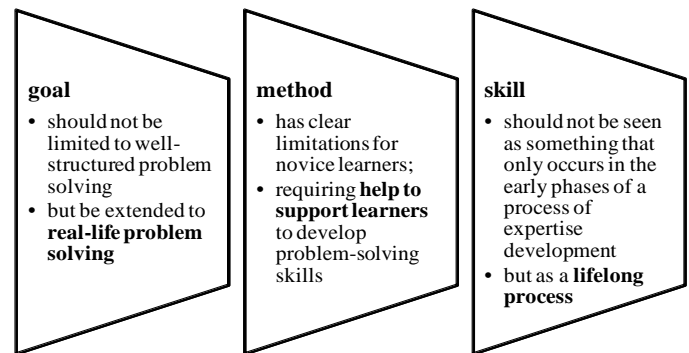 goal
• should not be
limited to well-
structured problem
solving
• but be extended to
real-life problem
solving
method
• has clear
limitations for
novice learners;
• requiring help to
support learners
to develop
problem-solving
skills
skill
• should not be seen
as something that
only occurs in the
early phases of a
process of
expertise
development
• but as a lifelong
process